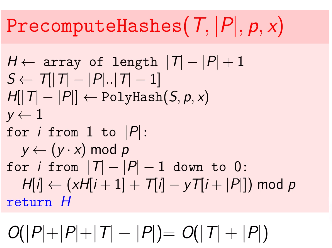 PrecomputeHashes(T, |P|, p, x)
H ← array of length |T| − |P| + 1
S ← T[|T| − |P|..|T| − 1]
H[|T| − |P|] ← PolyHash(S, p, x)
y ← 1
for i from 1 to |P|:
y ← (y · x) mod p
for i from |T| − |P| − 1 down to 0:
H[i] ← (xH[i + 1] + T[i] − yT[i + |P|]) mod p
return H
O(|P|+|P|+|T| − |P|)= O(|T| + |P|)